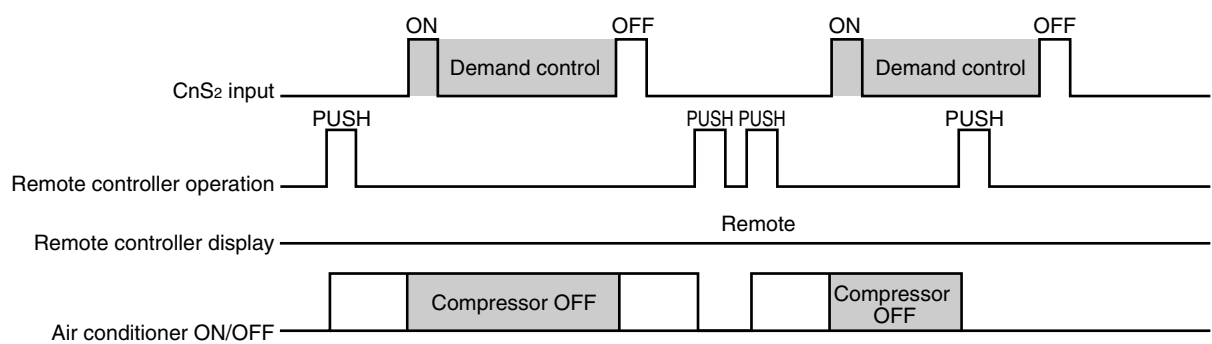 ON OFF ON OFF
Demand control Demand control
CnS2 input
PUSH PUSH PUSH PUSH
Remote controller operation
Remote
Remote controller display
Compressor OFF Compressor
OFF
Air conditioner ON/OFF